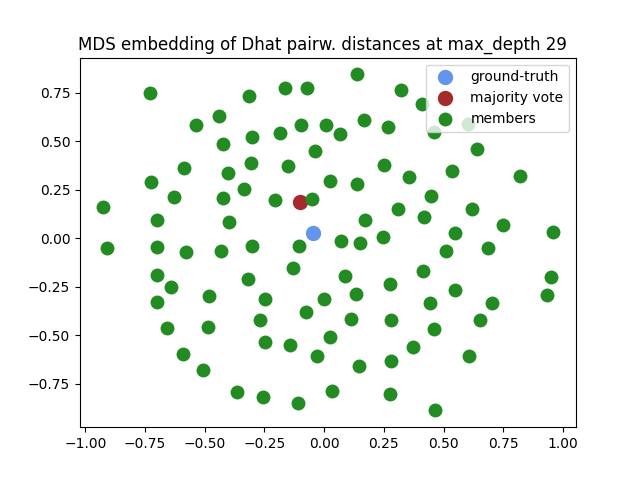 MDS embedding of Dhat pairw. distances at max_depth 29
ground-truth
majority vote
members
0.75
0.50
0.25
0.00
−0.25
−0.50
−0.75
−1.00 −0.75 −0.50 −0.25 0.00 0.25 0.50 0.75 1.00